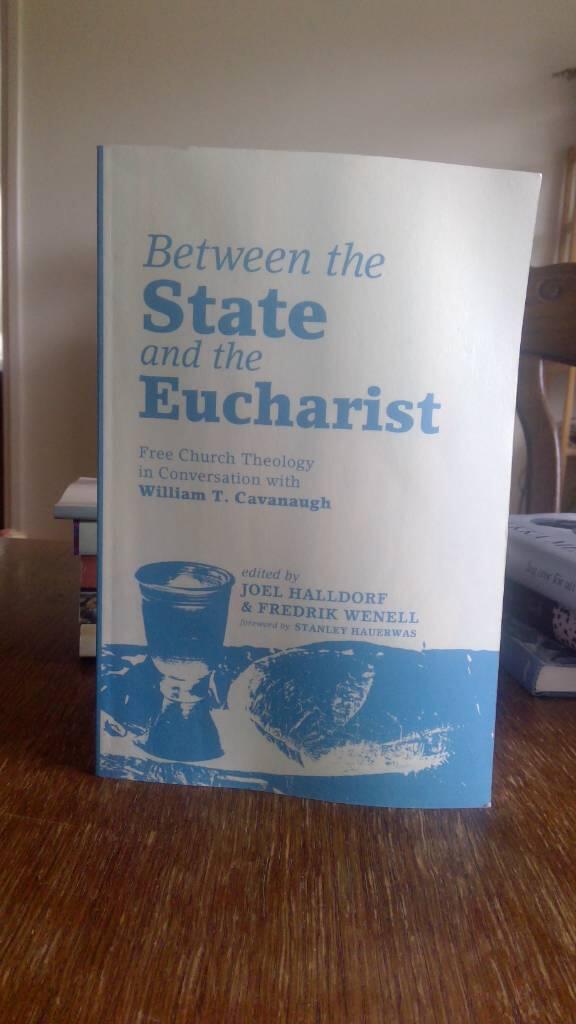 Between the
State
and the
Eucharist
Free Church Theology
in Conversation with
William T. Cavanaugh
edited by
JOEL HALLDORF
& FREDRIK WENELL
foreword by STANLEY HAUERWAS